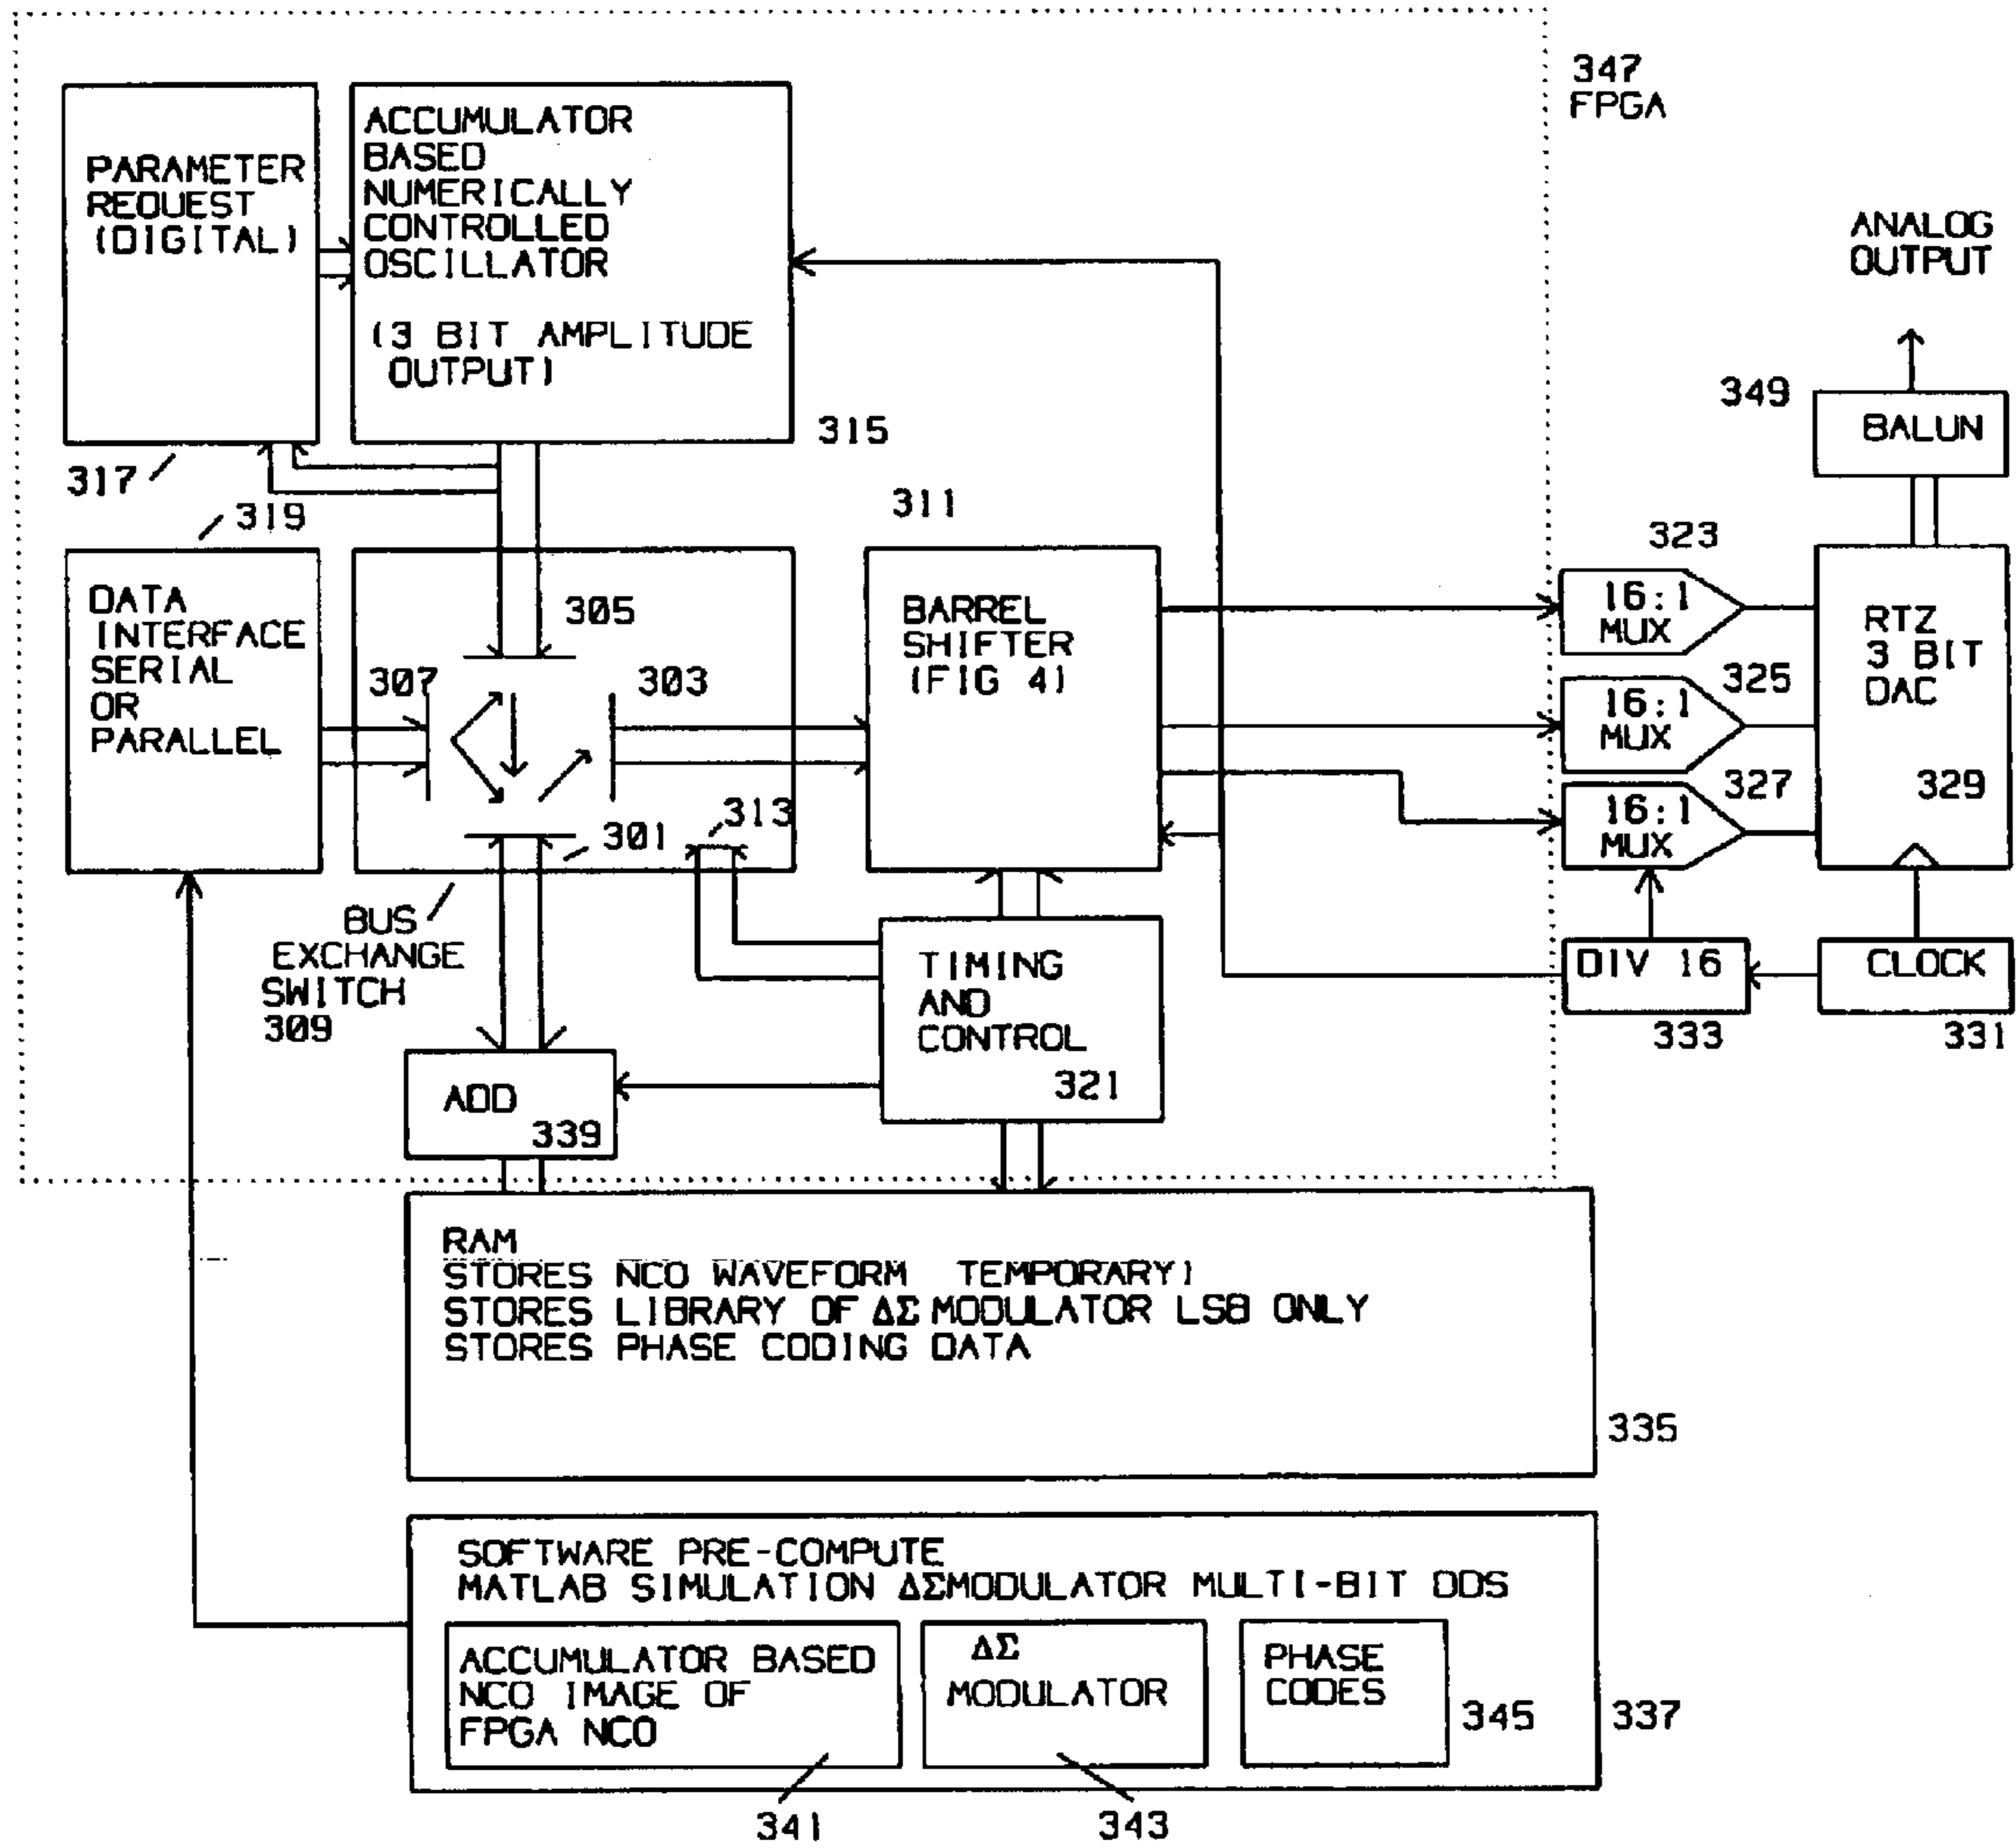 347
FPGA
PARAMETER
REQUEST
(DIGITAL)
317
ACCUMULATOR
BASED
NUMERICALLY
CONTROLLED
OSCILLATOR
(3 BIT AMPLITUDE
OUTPUT)
315
ANALOG
OUTPUT
349
BALUN
319
DATA
INTERFACE
SERIAL
OR
PARALLEL
305
307
303
301
313
BUS
EXCHANGE
SWITCH
309
311
BARREL
SHIFTER
(FIG 4)
323
16:1
MUX
325
16:1
MUX
327
16:1
MUX
RTZ
3 BIT
DAC
329
TIMING
AND
CONTROL
321
DIV 16
333
CLOCK
331
ADD
339
RAM
STORES NCO WAVEFORM TEMPORARY)
STORES LIBRARY OF ΔΣ MODULATOR LSB ONLY
STORES PHASE CODING DATA
335
SOFTWARE PRE-COMPUTE
MATLAB SIMULATION ΔΣMODULATOR MULTI-BIT DDS
ACCUMULATOR BASED
NCO IMAGE OF
FPGA NCO
341
ΔΣ
MODULATOR
343
PHASE
CODES
345
337